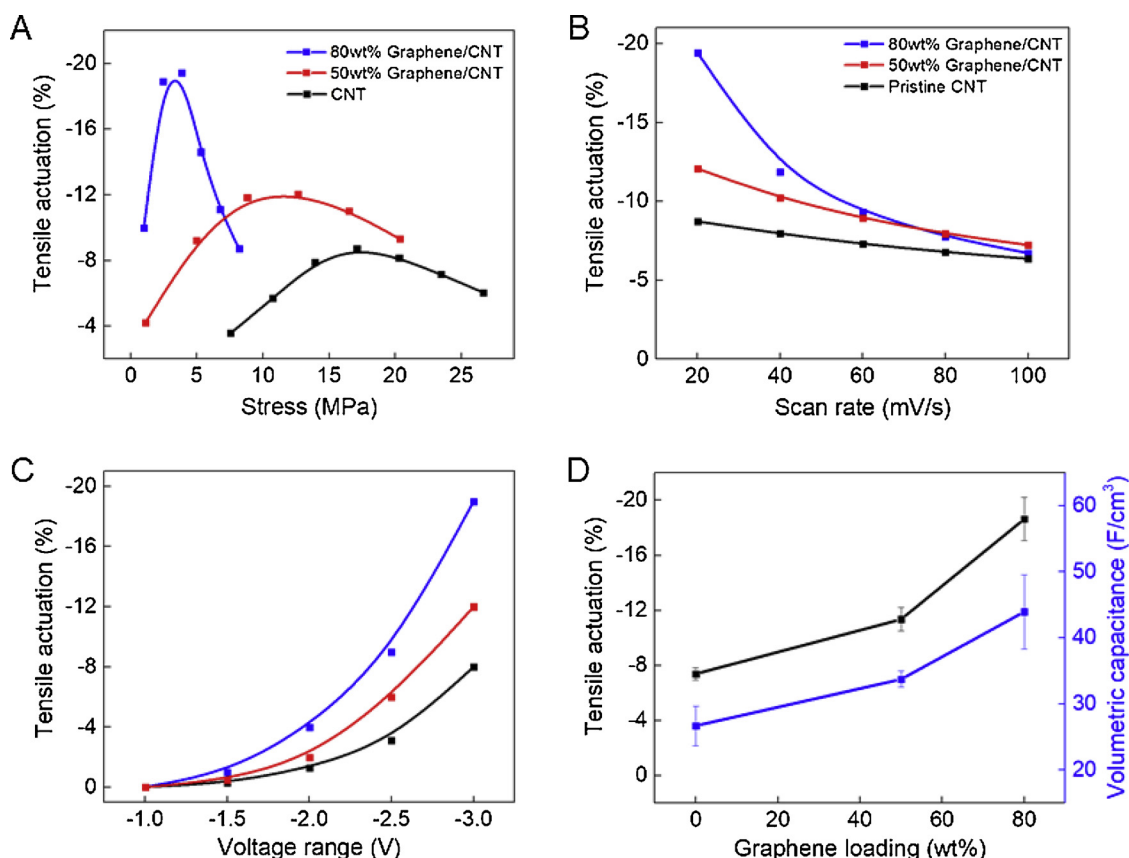 A
80wt% Graphene/CNT
50wt% Graphene/CNT
CNT
Tensile actuation (%)
-20
-16
-12
-8
-4
0 5 10 15 20 25
Stress (MPa)
B
80wt% Graphene/CNT
50wt% Graphene/CNT
Pristine CNT
Tensile actuation (%)
-20
-15
-10
-5
0
20 40 60 80 100
Scan rate (mV/s)
C
Tensile actuation (%)
-20
-16
-12
-8
-4
0
-1.0 -1.5 -2.0 -2.5 -3.0
Voltage range (V)
D
Tensile actuation (%)
-20
-16
-12
-8
-4
0
Volumetric capacitance (F/cm³)
60
50
40
30
20
0 20 40 60 80
Graphene loading (wt%)